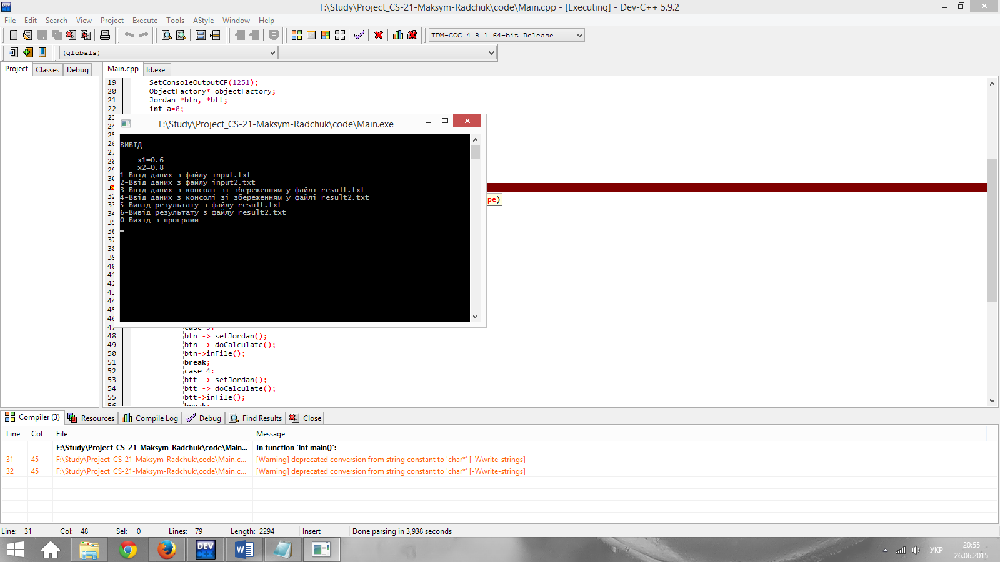 F:\Study\Project_CS-21-Maksym-Radchuk\code\Main.cpp - [Executing] - Dev-C++ 5.9.2
File Edit Search View Project Execute Tools AStyle Window Help
TDM-GCC 4.8.1 64-bit Release
(globals)
Project Classes Debug
Main.cpp Id.exe
19 SetConsoleOutputCP(1251);
20 ObjectFactory* objectFactory;
21 Jordan *btn, *btt;
22 int a=0;
F:\Study\Project_CS-21-Maksym-Radchuk\code\Main.exe
ВИВІД
x1=0.6
x2=0.8
1-Ввід даних з файлу input.txt
2-Ввід даних з файлу input2.txt
3-Ввід даних з консолі зі збереженням у файлі result.txt
4-Ввід даних з консолі зі збереженням у файлі result2.txt
5-Вивід результату з файлу result.txt
6-Вивід результату з файлу result2.txt
0-Вихід з програми
pe)
48 btn -> setJordan();
49 btn -> doCalculate();
50 btn->inFile();
51 break;
52 case 4:
53 btt -> setJordan();
54 btt -> doCalculate();
55 btt->inFile();
Compiler (3) Resources Compile Log Debug Find Results Close
Line Col File Message
F:\Study\Project_CS-21-Maksym-Radchuk\code\Main... In function 'int main()':
31 45 F:\Study\Project_CS-21-Maksym-Radchuk\code\Main.c... [Warning] deprecated conversion from string constant to 'char*' [-Wwrite-strings]
32 45 F:\Study\Project_CS-21-Maksym-Radchuk\code\Main.c... [Warning] deprecated conversion from string constant to 'char*' [-Wwrite-strings]
Line: 31 Col: 48 Sel: 0 Lines: 79 Length: 2294 Insert Done parsing in 3,938 seconds
DEV
C++
УКР
20:55
26.06.2015